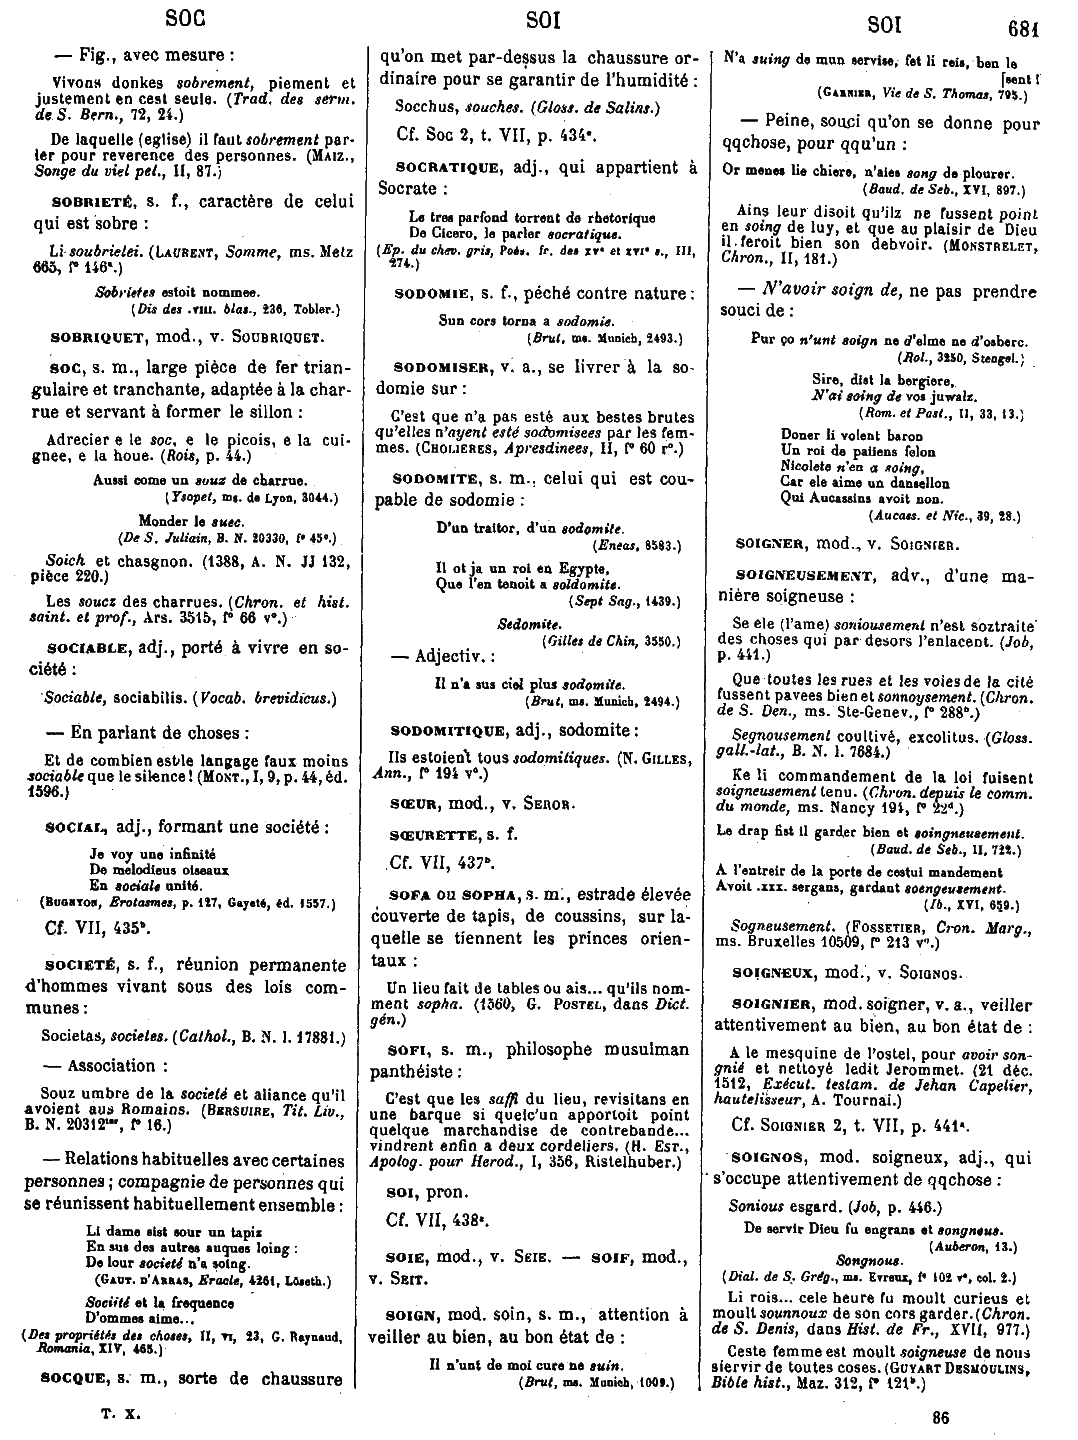 SOC
SOI
SOI
681
— Fig., avec mesure :
Vivons donkes sobrement, piement et
justement en cest seule. (Trad. des serm.
de S. Bern., 72, 24.)
De laquelle (eglise) il faut sobrement par-
ler pour reverence des personnes. (MAIZ.,
Songe du viel pel., II, 87.)
SOBRIETÉ, s. f., caractère de celui
qui est sobre :
Li soubrietei. (LAURENT, Somme, ms. Metz
665, f° 146ª.)
Sobrietes estoit nommee.
(Dis des .VIII. blas., 236, Tobler.)
SOBRIQUET, mod., v. SOUBRIQUET.
SOC, s. m., large pièce de fer trian-
gulaire et tranchante, adaptée à la char-
rue et servant à former le sillon :
Adrecier e le soc, e le picois, e la cui-
gnee, e la houe. (Rois, p. 44.)
Aussi come un souz de charrue.
(Ysopet, ms. de Lyon, 3044.)
Monder le suec.
(De S. Juliain, B. N. 20330, f° 45ª.)
Soich et chasgnon. (1388, A. N. JJ 132,
pièce 220.)
Les soucz des charrues. (Chron. et hist.
saint. et prof., Ars. 3515, f° 66 v°.)
SOCIABLE, adj., porté à vivre en so-
ciété :
Sociable, sociabilis. (Vocab. brevidicus.)
— En parlant de choses :
Et de combien est le langage faux moins
sociable que le silence ! (MONT., I, 9, p. 44, éd.
1596.)
SOCIAL, adj., formant une société :
Je voy une infinité
De melodieus oiseaux
En sociale unité.
(BUGNYON, Erotasmes, p. 127, Gayeté, éd. 1557.)
Cf. VII, 435ᵇ.
SOCIETÉ, s. f., réunion permanente
d'hommes vivant sous des lois com-
munes :
Societas, societes. (Cathol., B. N. l. 17881.)
— Association :
Souz umbre de la societé et aliance qu'il
avoient aus Romains. (BERSUIRE, Tit. Liv.,
B. N. 20312ᵗᵉʳ, f° 16.)
— Relations habituelles avec certaines
personnes ; compagnie de personnes qui
se réunissent habituellement ensemble :
Li dame sist sour un tapiz
En sus des autres auques loing :
De lour societé n'a soing.
(GAUT. D'ARRAS, Eracle, 4261, Löseth.)
Sociité et la frequence
D'ommes aime...
(Des propriétés des choses, II, VI, 23, G. Raynaud,
Romania, XIV, 465.)
SOCQUE, s. m., sorte de chaussure
T. X.
qu'on met par-dessus la chaussure or-
dinaire pour se garantir de l'humidité :
Socchus, souches. (Gloss. de Salins.)
Cf. Soc 2, t. VII, p. 434ª.
SOCRATIQUE, adj., qui appartient à
Socrate :
Le tres parfond torrent de rhetorique
De Cicero, le parler socratique.
(Ep. du chev. gris, Poés. fr. des XVᵉ et XVIᵉ s., III,
274.)
SODOMIE, s. f., péché contre nature :
Sun cors torna a sodomie.
(Brut, ms. Munich, 2493.)
SODOMISER, v. a., se livrer à la so-
domie sur :
C'est que n'a pas esté aux bestes brutes
qu'elles n'ayent esté sodomisees par les fem-
mes. (CHOLIERES, Apresdinees, II, f° 60 r°.)
SODOMITE, s. m., celui qui est cou-
pable de sodomie :
D'un traitor, d'un sodomite.
(Eneas, 8583.)
Il ot ja un roi en Egypte,
Que l'en tenoit a soldomite.
(Sept Sag., 1439.)
Sedomite.
(Gilles de Chin, 3550.)
— Adjectiv. :
Il n'a sus ciel plus sodomite.
(Brut, ms. Munich, 2494.)
SODOMITIQUE, adj., sodomite :
Ils estoient tous sodomitiques. (N. GILLES,
Ann., f° 194 v°.)
SŒUR, mod., v. SEROR.
SŒURETTE, s. f.
Cf. VII, 437ᵇ.
SOFA OU SOPHA, s. m., estrade élevée
couverte de tapis, de coussins, sur la-
quelle se tiennent les princes orien-
taux :
Un lieu fait de tables ou ais... qu'ils nom-
ment sopha. (1560, G. POSTEL, dans Dict.
gén.)
SOFI, s. m., philosophe musulman
panthéiste :
C'est que les saffi du lieu, revisitans en
une barque si quelc'un apportoit point
quelque marchandise de contrebande...
vindrent enfin a deux cordeliers. (H. EST.,
Apolog. pour Herod., I, 356, Ristelhuber.)
SOI, pron.
Cf. VII, 438ª.
SOIE, mod., v. SEIE. — SOIF, mod.,
v. SEIT.
SOIGN, mod. soin, s. m., attention à
veiller au bien, au bon état de :
Il n'unt de moi cure ne suin.
(Brut, ms. Munich, 1009.)
N'a suing de mun servise, fet li reis, ben le
[sent !
(GARNIER, Vie de S. Thomas, 795.)
— Peine, souci qu'on se donne pour
qqchose, pour qqu'un :
Or menes lie chiere, n'aies song de plourer.
(Baud. de Seb., XVI, 897.)
Ains leur disoit qu'ilz ne fussent point
en soing de luy, et que au plaisir de Dieu
il feroit bien son debvoir. (MONSTRELET,
Chron., II, 181.)
— N'avoir soign de, ne pas prendre
souci de :
Pur ço n'unt soign ne d'elme ne d'osberc.
(Rol., 3250, Stengel.)
Sire, dist la bergiere,
N'ai soing de vos juwalz.
(Rom. et Past., II, 33, 13.)
Doner li volent baron
Un roi de paiiens felon
Nicolete n'en a soing,
Car ele aime un dansellon
Qui Aucassins avoit non.
(Aucass. et Nic., 39, 28.)
SOIGNER, mod., v. SOIGNIER.
SOIGNEUSEMENT, adv., d'une ma-
nière soigneuse :
Se ele (l'ame) soniousement n'est soztraite
des choses qui par desors l'enlacent. (Job,
p. 441.)
Que toutes les rues et les voies de la cité
fussent pavees bien et sonnoysement. (Chron.
de S. Den., ms. Ste-Genev., f° 288ᵇ.)
Segnousement coultivé, excolitus. (Gloss.
gall.-lat., B. N. l. 7684.)
Ke li commandement de la loi fuisent
soigneusement tenu. (Chron. depuis le comm.
du monde, ms. Nancy 194, f° 22ᵈ.)
Le drap fist il garder bien et soingneusement.
(Baud. de Seb., II, 722.)
A l'entreir de la porte de cestui mandement
Avoit .XXX. sergans, gardant soengeusement.
(Ib., XVI, 659.)
Sogneusement. (FOSSETIER, Cron. Marg.,
ms. Bruxelles 10509, f° 213 v°.)
SOIGNEUX, mod., v. SOIGNOS.
SOIGNIER, mod. soigner, v. a., veiller
attentivement au bien, au bon état de :
A le mesquine de l'ostel, pour avoir son-
gnié et nettoyé ledit Jerommet. (21 déc.
1512, Exécut. testam. de Jehan Capelier,
hautelisseur, A. Tournai.)
Cf. SOIGNIER 2, t. VII, p. 441ª.
SOIGNOS, mod. soigneux, adj., qui
s'occupe attentivement de qqchose :
Sonious esgard. (Job, p. 446.)
De servir Dieu fu engrans et songneus.
(Auberon, 13.)
Songnous.
(Dial. de S. Grég., ms. Evreux, f° 102 v°, col. 2.)
Li rois... cele heure fu moult curieus et
moult sounnoux de son cors garder. (Chron.
de S. Denis, dans Hist. de Fr., XVII, 977.)
Ceste femme est moult soigneuse de nous
siervir de toutes coses. (GUYART DESMOULINS,
Bible hist., Maz. 312, f° 121ᵇ.)
86